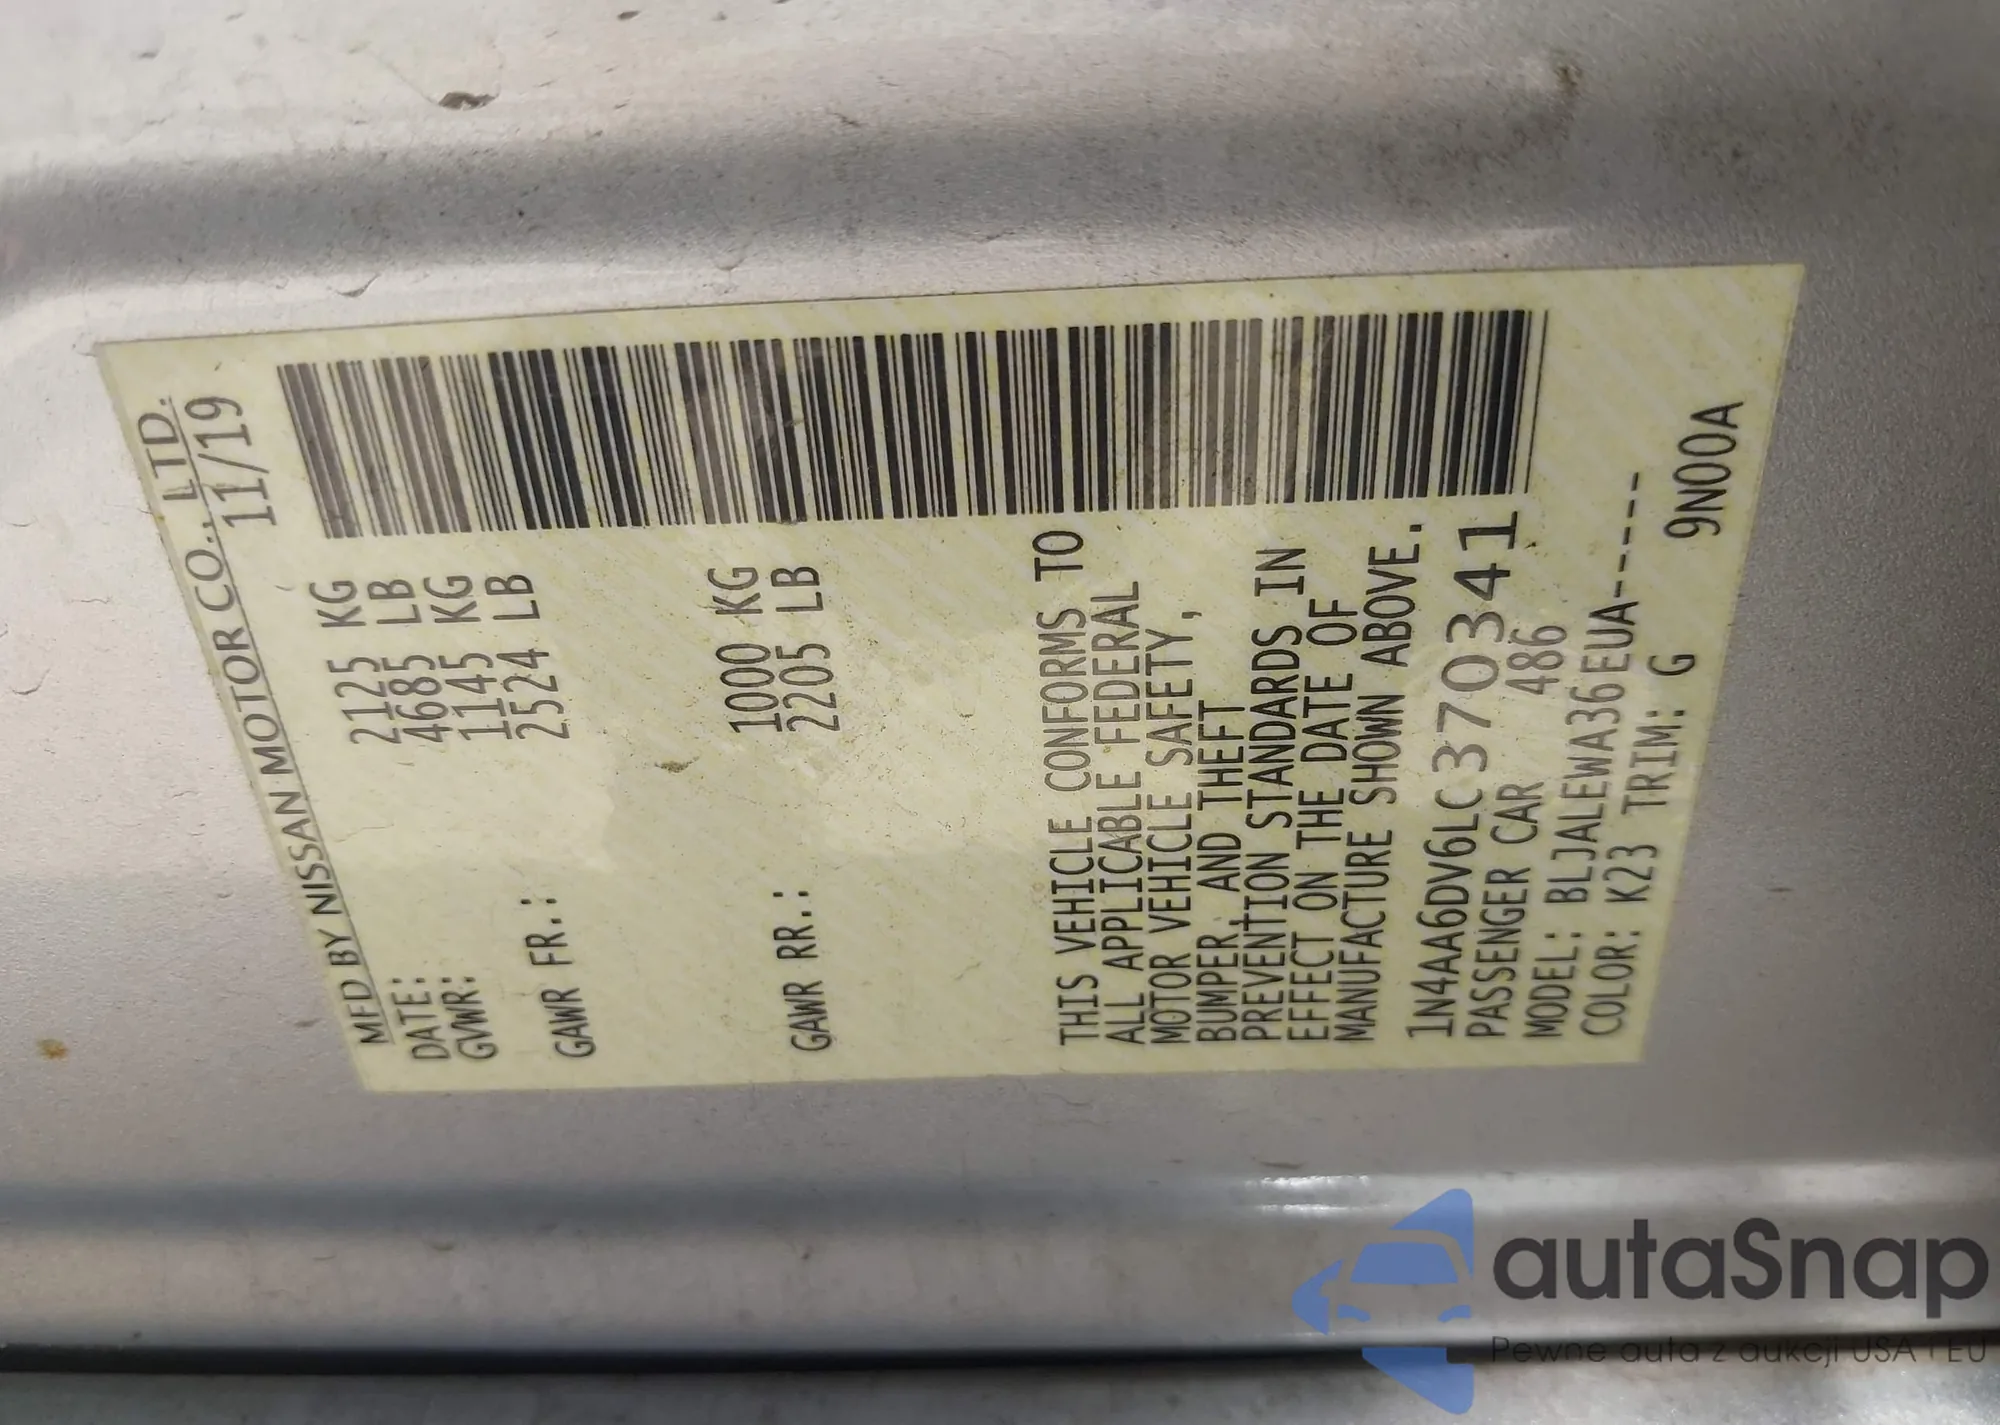 MFD BY NISSAN MOTOR CO., LTD.
DATE: 11/19
GVWR: 2125 KG
4685 LB
GAWR FR.: 1145 KG
2524 LB
GAWR RR.: 1000 KG
2205 LB
THIS VEHICLE CONFORMS TO
ALL APPLICABLE FEDERAL
MOTOR VEHICLE SAFETY,
BUMPER, AND THEFT
PREVENTION STANDARDS IN
EFFECT ON THE DATE OF
MANUFACTURE SHOWN ABOVE.
1N4AA6DV6LC370341
PASSENGER CAR 486
MODEL: BLJALEWA36EUA-----
COLOR: K23 TRIM: G
9N00A
autaSnap
Pewne auta z aukcji USA i EU